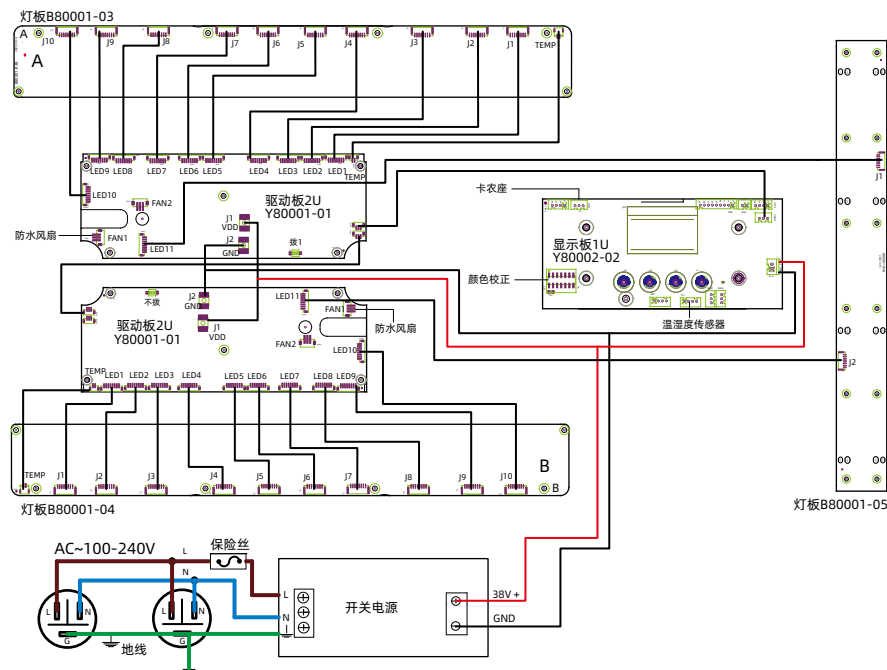 灯板B80001-03
A
J10
J9
J8
J7
J6
J5
J4
J3
J2
J1
TEMP
A
LED9
LED8
LED7
LED6
LED5
LED4
LED3
LED2
LED1
TEMP
LED10
FAN2
驱动板2U
Y80001-01
J1
VDD
防水风扇
FAN1
LED11
J2
GND
拨1
卡农座
显示板1U
Y80002-02
颜色校正
温湿度传感器
J1
J2
灯板B80001-05
不拨
J2
GND
LED11
FAN1
驱动板2U
Y80001-01
J1
VDD
防水风扇
FAN2
LED10
TEMP
LED1
LED2
LED3
LED4
LED5
LED6
LED7
LED8
LED9
TEMP
J1
J2
J3
J4
J5
J6
J7
J8
J9
J10
B
B
灯板B80001-04
AC~100-240V
L
保险丝
N
L
N
G
L
N
G
地线
L
N
开关电源
38V +
GND